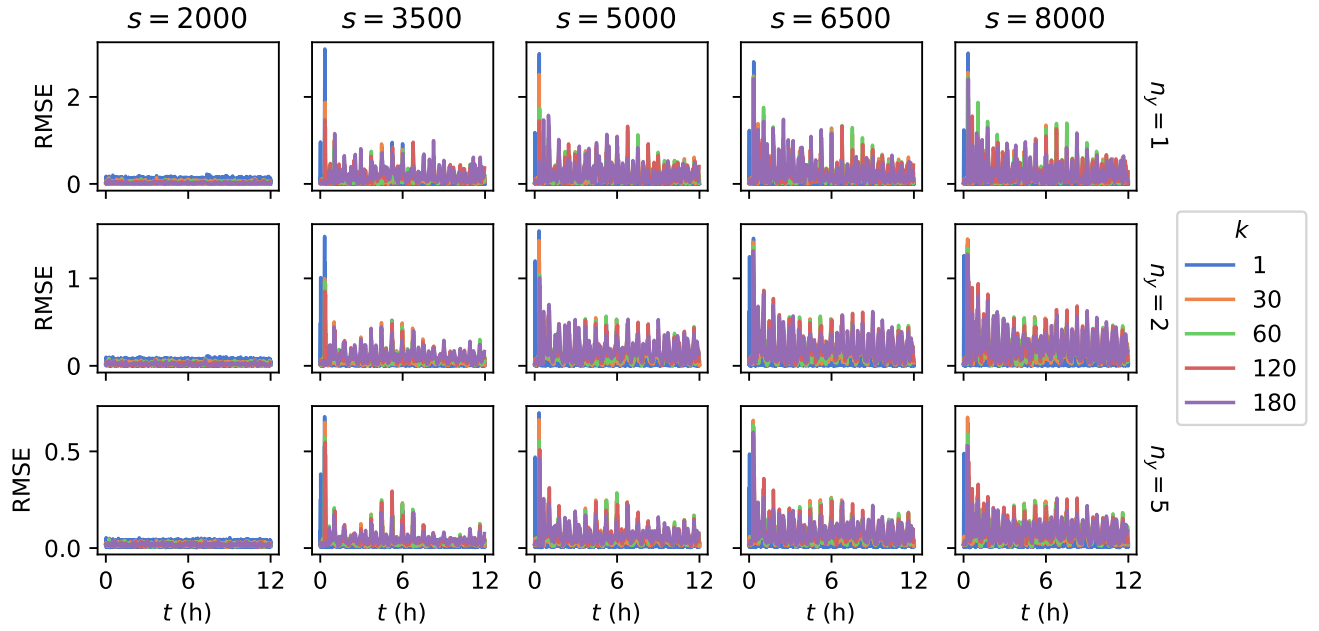 s = 2000 s = 3500 s = 5000 s = 6500 s = 8000
2
0
RMSE
n_y = 1
1
0
RMSE
n_y = 2
0.5
0.0
RMSE
n_y = 5
0 6 12 0 6 12 0 6 12 0 6 12 0 6 12
t (h) t (h) t (h) t (h) t (h)
k
1
30
60
120
180